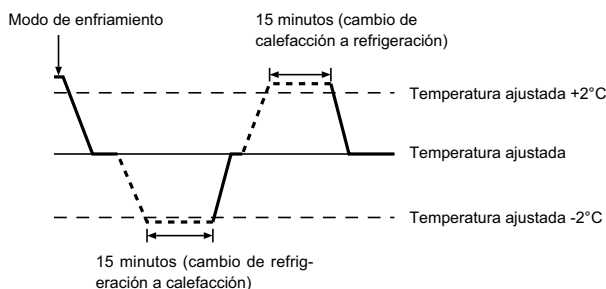 Modo de enfriamiento
15 minutos (cambio de
calefacción a refrigeración)
Temperatura ajustada +2°C
Temperatura ajustada
Temperatura ajustada -2°C
15 minutos (cambio de refrig-
eración a calefacción)